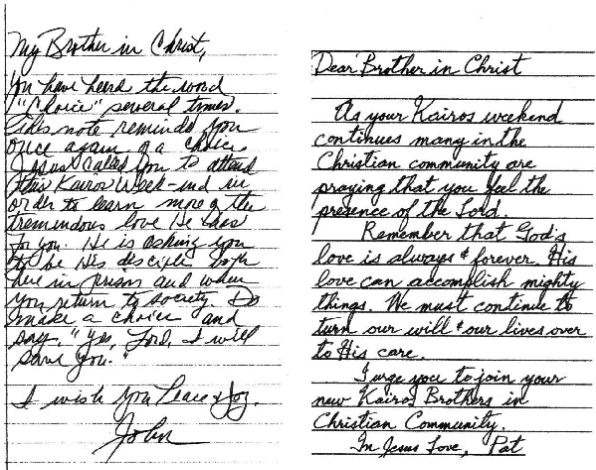 My Brother in Christ,
You have heard the word
"Choice" several times.
This note reminds you
once again of a choice.
Jesus called you to attend
this Kairos Week-end in
order to learn more of the
tremendous love He has
for you. He is asking you
to be His disciple both
here in prison and when
you return to society. Do
make a choice and
say, "Yes, Lord, I will
serve You."
I wish you Peace & Joy.
John
Dear Brother in Christ
As your Kairos weekend
continues many in the
Christian community are
praying that you feel the
presence of the Lord.
Remember that God's
love is always & forever. His
love can accomplish mighty
things. We must continue to
turn our will & our lives over
to His care.
I urge you to join your
new Kairos Brothers in
Christian Community.
In Jesus Love, Pat